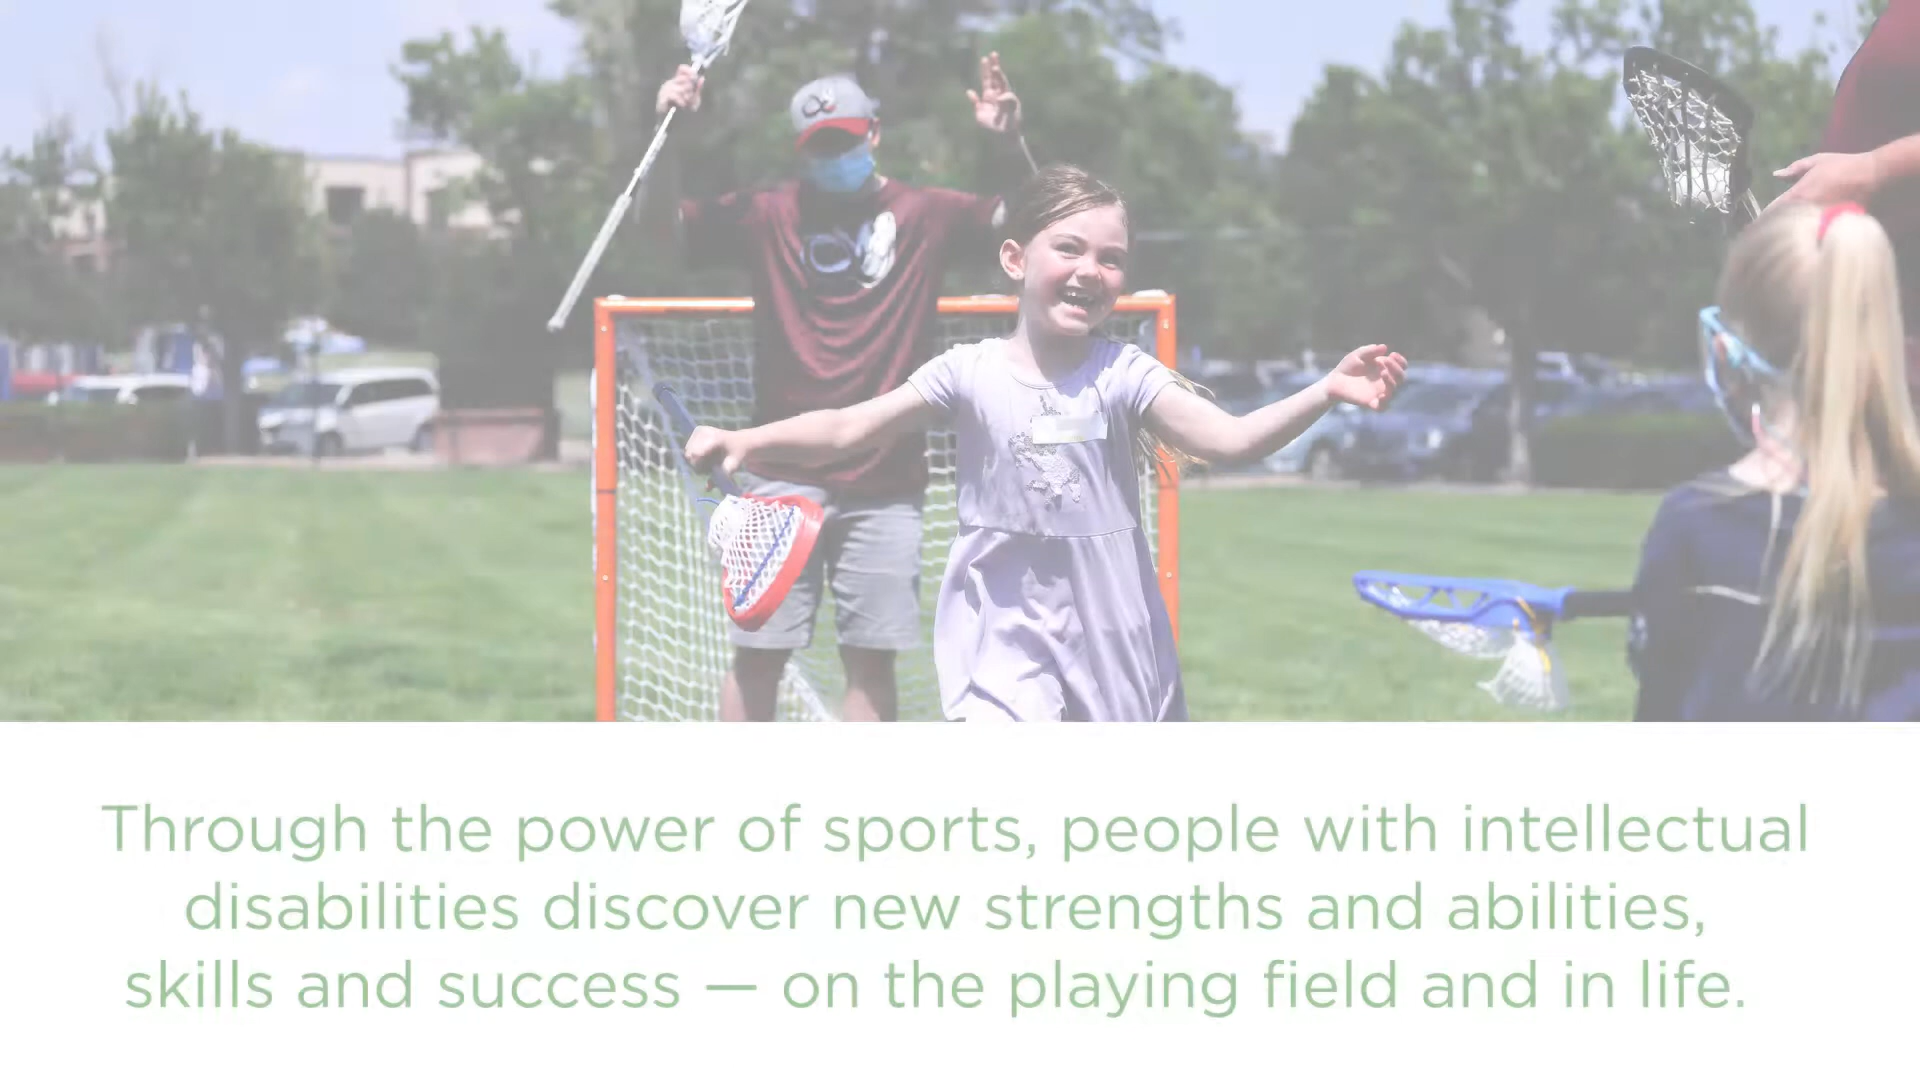 Through the power of sports, people with intellectual
disabilities discover new strengths and abilities,
skills and success — on the playing field and in life.